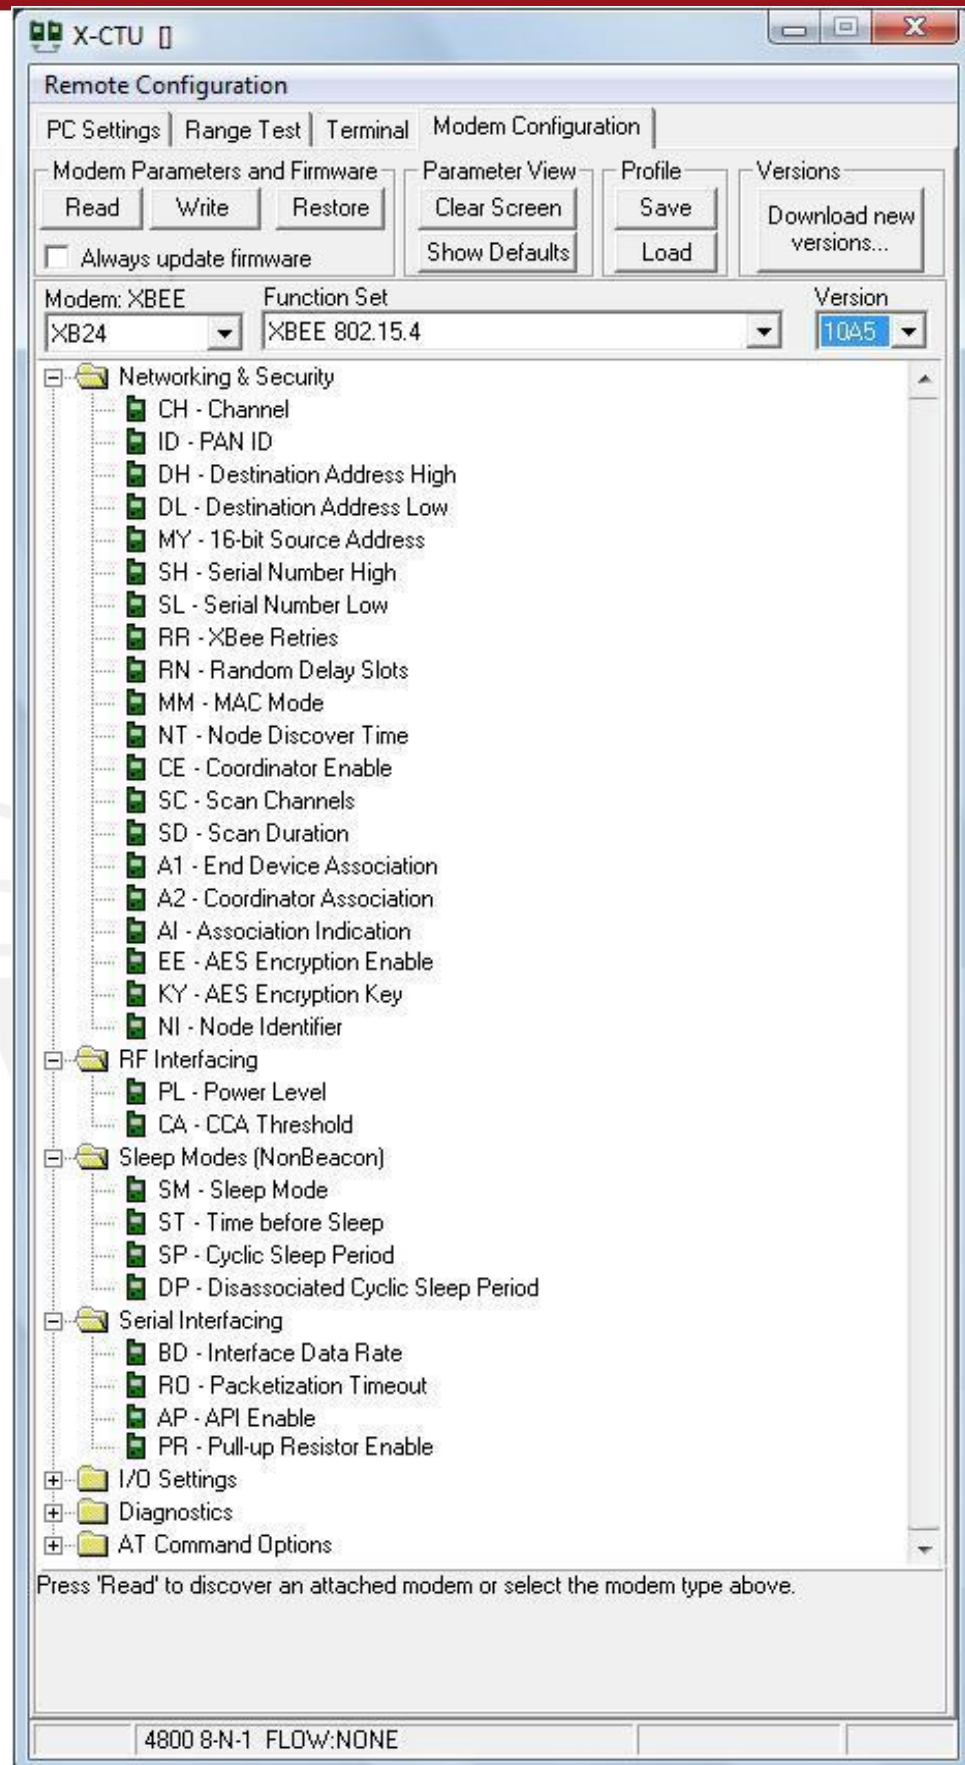 X-CTU []
Remote Configuration
PC Settings Range Test Terminal Modem Configuration
Modem Parameters and Firmware Parameter View Profile Versions
Read Write Restore Clear Screen Save Download new versions...
Always update firmware Show Defaults Load
Modem: XBEE Function Set Version
XB24 XBEE 802.15.4 10A5
Networking & Security
CH - Channel
ID - PAN ID
DH - Destination Address High
DL - Destination Address Low
MY - 16-bit Source Address
SH - Serial Number High
SL - Serial Number Low
RR - XBee Retries
RN - Random Delay Slots
MM - MAC Mode
NT - Node Discover Time
CE - Coordinator Enable
SC - Scan Channels
SD - Scan Duration
A1 - End Device Association
A2 - Coordinator Association
AI - Association Indication
EE - AES Encryption Enable
KY - AES Encryption Key
NI - Node Identifier
RF Interfacing
PL - Power Level
CA - CCA Threshold
Sleep Modes (NonBeacon)
SM - Sleep Mode
ST - Time before Sleep
SP - Cyclic Sleep Period
DP - Disassociated Cyclic Sleep Period
Serial Interfacing
BD - Interface Data Rate
RO - Packetization Timeout
AP - API Enable
PR - Pull-up Resistor Enable
I/O Settings
Diagnostics
AT Command Options
Press 'Read' to discover an attached modem or select the modem type above.
4800 8-N-1 FLOW:NONE